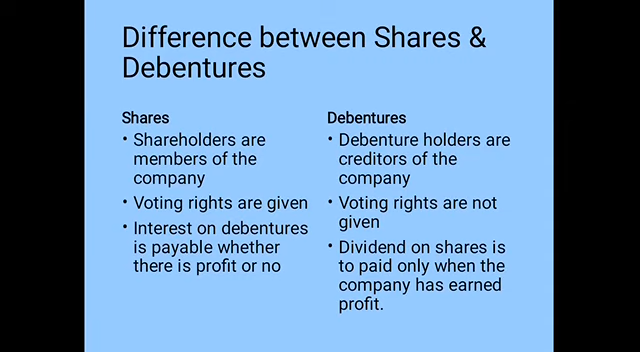 Difference between Shares &
Debentures
Shares
• Shareholders are
members of the
company
• Voting rights are given
• Interest on debentures
is payable whether
there is profit or no
Debentures
• Debenture holders are
creditors of the
company
• Voting rights are not
given
• Dividend on shares is
to paid only when the
company has earned
profit.